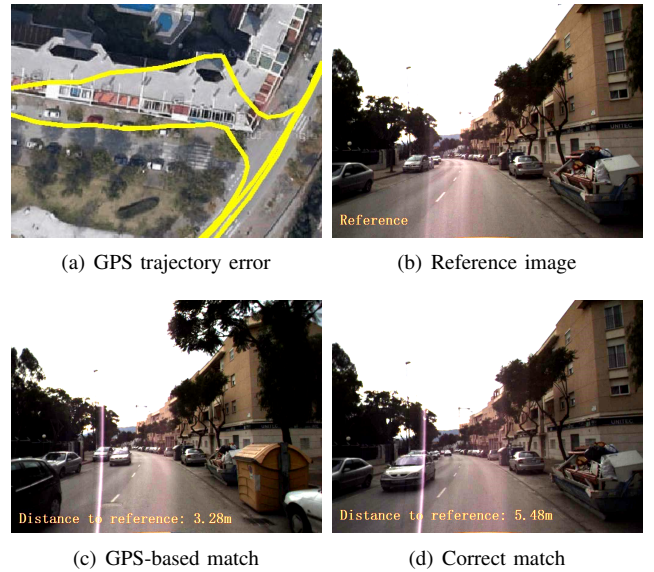 (a) GPS trajectory error
Reference
(b) Reference image
Distance to reference: 3.28m
(c) GPS-based match
Distance to reference: 5.48m
(d) Correct match